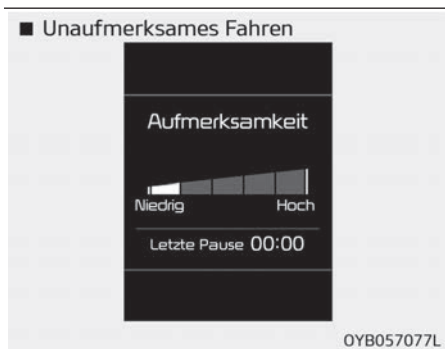 ■ Unaufmerksames Fahren
Aufmerksamkeit
Niedrig Hoch
Letzte Pause 00:00
OYB057077L